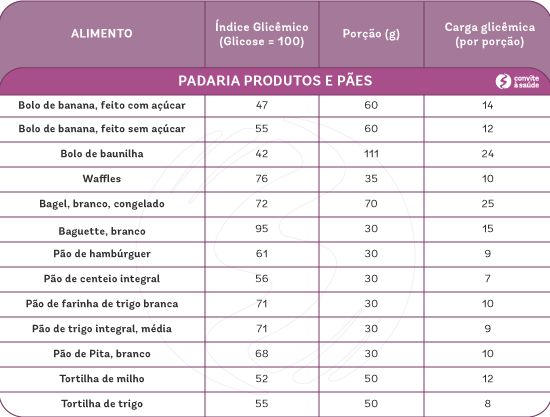 ALIMENTO Índice Glicêmico (Glicose = 100) Porção (g) Carga glicêmica (por porção)
PADARIA PRODUTOS E PÃES convite à saúde
Bolo de banana, feito com açúcar 47 60 14
Bolo de banana, feito sem açúcar 55 60 12
Bolo de baunilha 42 111 24
Waffles 76 35 10
Bagel, branco, congelado 72 70 25
Baguette, branco 95 30 15
Pão de hambúrguer 61 30 9
Pão de centeio integral 56 30 7
Pão de farinha de trigo branca 71 30 10
Pão de trigo integral, média 71 30 9
Pão de Pita, branco 68 30 10
Tortilha de milho 52 50 12
Tortilha de trigo 55 50 8